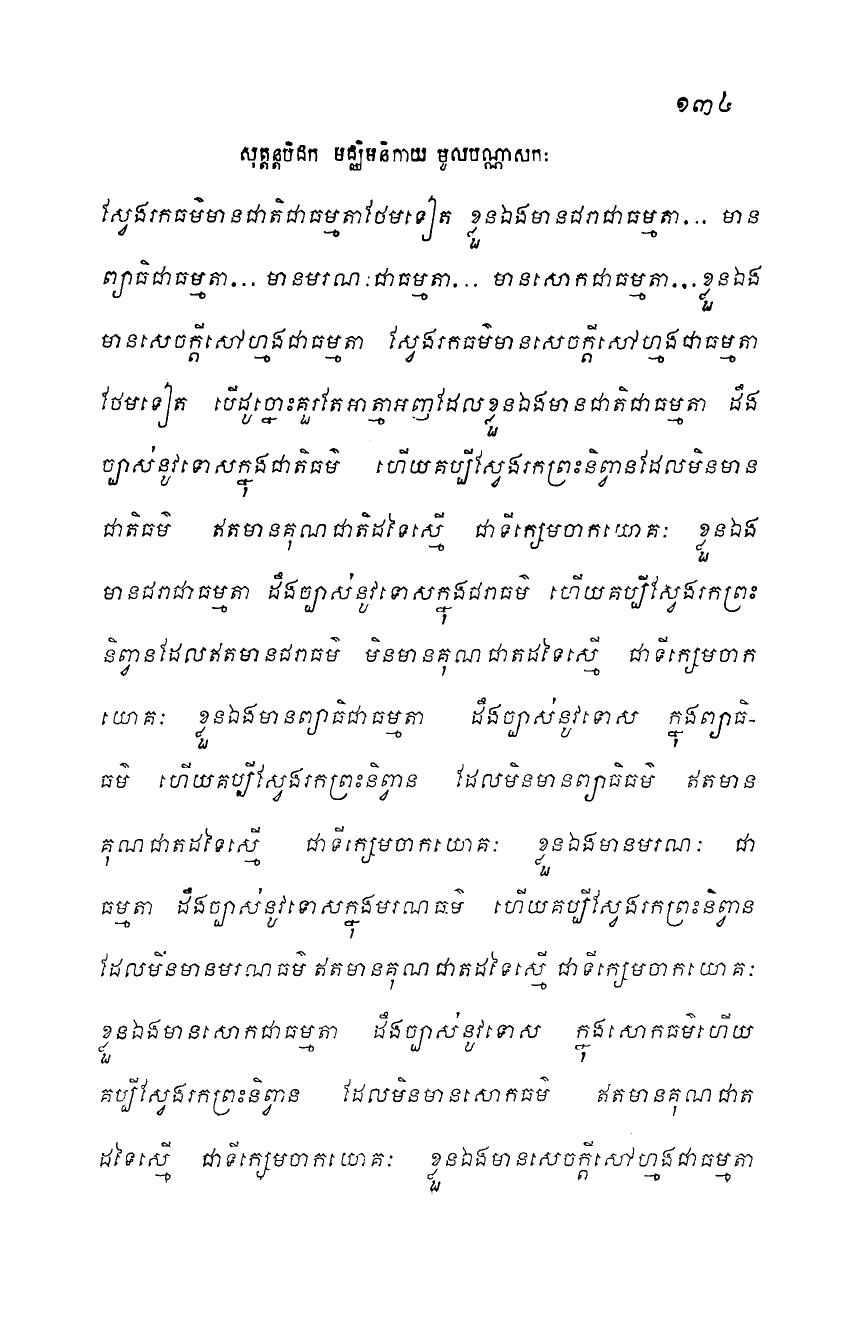 ១៣៤
សុត្តន្តបិដក មជ្ឈិមនិកាយ មូលបណ្ណាសកៈ
ស្វែងរកធម៌មានជាតិជាធម្មតាថែមទៀត ខ្លួនឯងមានជរាជាធម្មតា... មាន
ព្យាធិជាធម្មតា... មានមរណៈជាធម្មតា... មានសោកជាធម្មតា...ខ្លួនឯង
មានសេចក្តីសៅហ្មងជាធម្មតា ស្វែងរកធម៌មានសេចក្តីសៅហ្មងជាធម្មតា
ថែមទៀត បើដូច្នោះគួរតែអាត្មាអញដែលខ្លួនឯងមានជាតិជាធម្មតា ដឹង
ច្បាស់នូវទោសក្នុងជាតិធម៌ ហើយគប្បីស្វែងរកព្រះនិព្វានដែលមិនមាន
ជាតិធម៌ ឥតមានគុណជាតិដទៃស្មើ ជាទីក្សេមចាកយោគៈ ខ្លួនឯង
មានជរាជាធម្មតា ដឹងច្បាស់នូវទោសក្នុងជរាធម៌ ហើយគប្បីស្វែងរកព្រះ
និព្វានដែលឥតមានជរាធម៌ មិនមានគុណជាតដទៃស្មើ ជាទីក្សេមចាក
យោគៈ ខ្លួនឯងមានព្យាធិជាធម្មតា ដឹងច្បាស់នូវទោស ក្នុងព្យាធិ-
ធម៌ ហើយគប្បីស្វែងរកព្រះនិព្វាន ដែលមិនមានព្យាធិធម៌ ឥតមាន
គុណជាតដទៃស្មើ ជាទីក្សេមចាកយោគៈ ខ្លួនឯងមានមរណៈ ជា
ធម្មតា ដឹងច្បាស់នូវទោសក្នុងមរណធម៌ ហើយគប្បីស្វែងរកព្រះនិព្វាន
ដែលមិនមានមរណធម៌ ឥតមានគុណជាតដទៃស្មើ ជាទីក្សេមចាកយោគៈ
ខ្លួនឯងមានសោកជាធម្មតា ដឹងច្បាស់នូវទោស ក្នុងសោកធម៌ហើយ
គប្បីស្វែងរកព្រះនិព្វាន ដែលមិនមានសោកធម៌ ឥតមានគុណជាត
ដទៃស្មើ ជាទីក្សេមចាកយោគៈ ខ្លួនឯងមានសេចក្តីសៅហ្មងជាធម្មតា